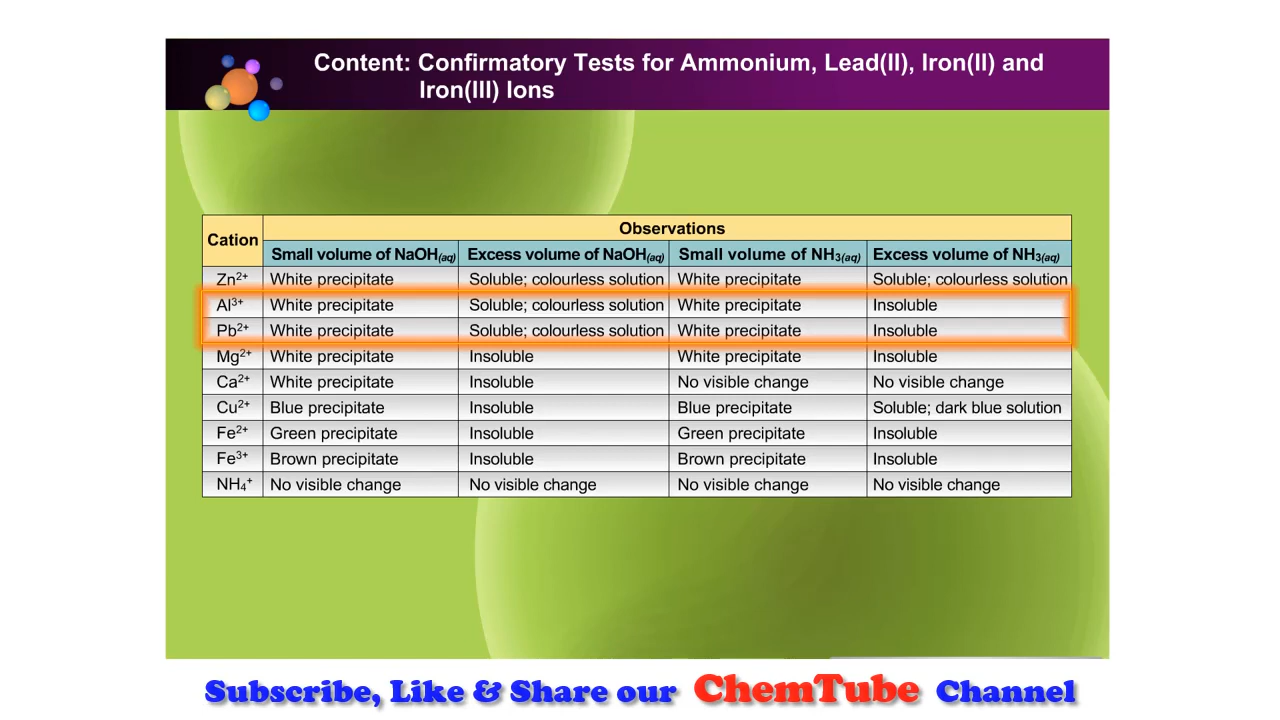 Content: Confirmatory Tests for Ammonium, Lead(II), Iron(II) and
Iron(III) Ions
Cation Observations
Small volume of NaOH(aq) Excess volume of NaOH(aq) Small volume of NH₃(aq) Excess volume of NH₃(aq)
Zn²⁺ White precipitate Soluble; colourless solution White precipitate Soluble; colourless solution
Al³⁺ White precipitate Soluble; colourless solution White precipitate Insoluble
Pb²⁺ White precipitate Soluble; colourless solution White precipitate Insoluble
Mg²⁺ White precipitate Insoluble White precipitate Insoluble
Ca²⁺ White precipitate Insoluble No visible change No visible change
Cu²⁺ Blue precipitate Insoluble Blue precipitate Soluble; dark blue solution
Fe²⁺ Green precipitate Insoluble Green precipitate Insoluble
Fe³⁺ Brown precipitate Insoluble Brown precipitate Insoluble
NH₄⁺ No visible change No visible change No visible change No visible change
Subscribe, Like & Share our ChemTube Channel